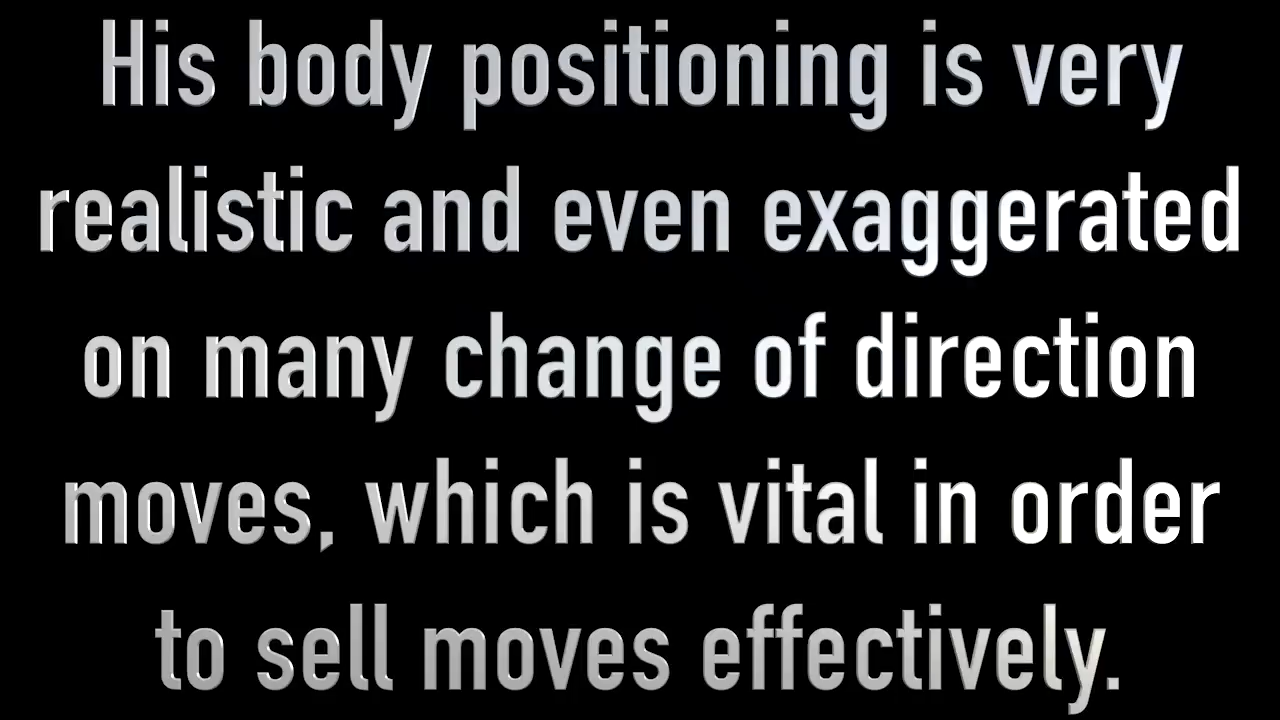 His body positioning is very
realistic and even exaggerated
on many change of direction
moves, which is vital in order
to sell moves effectively.